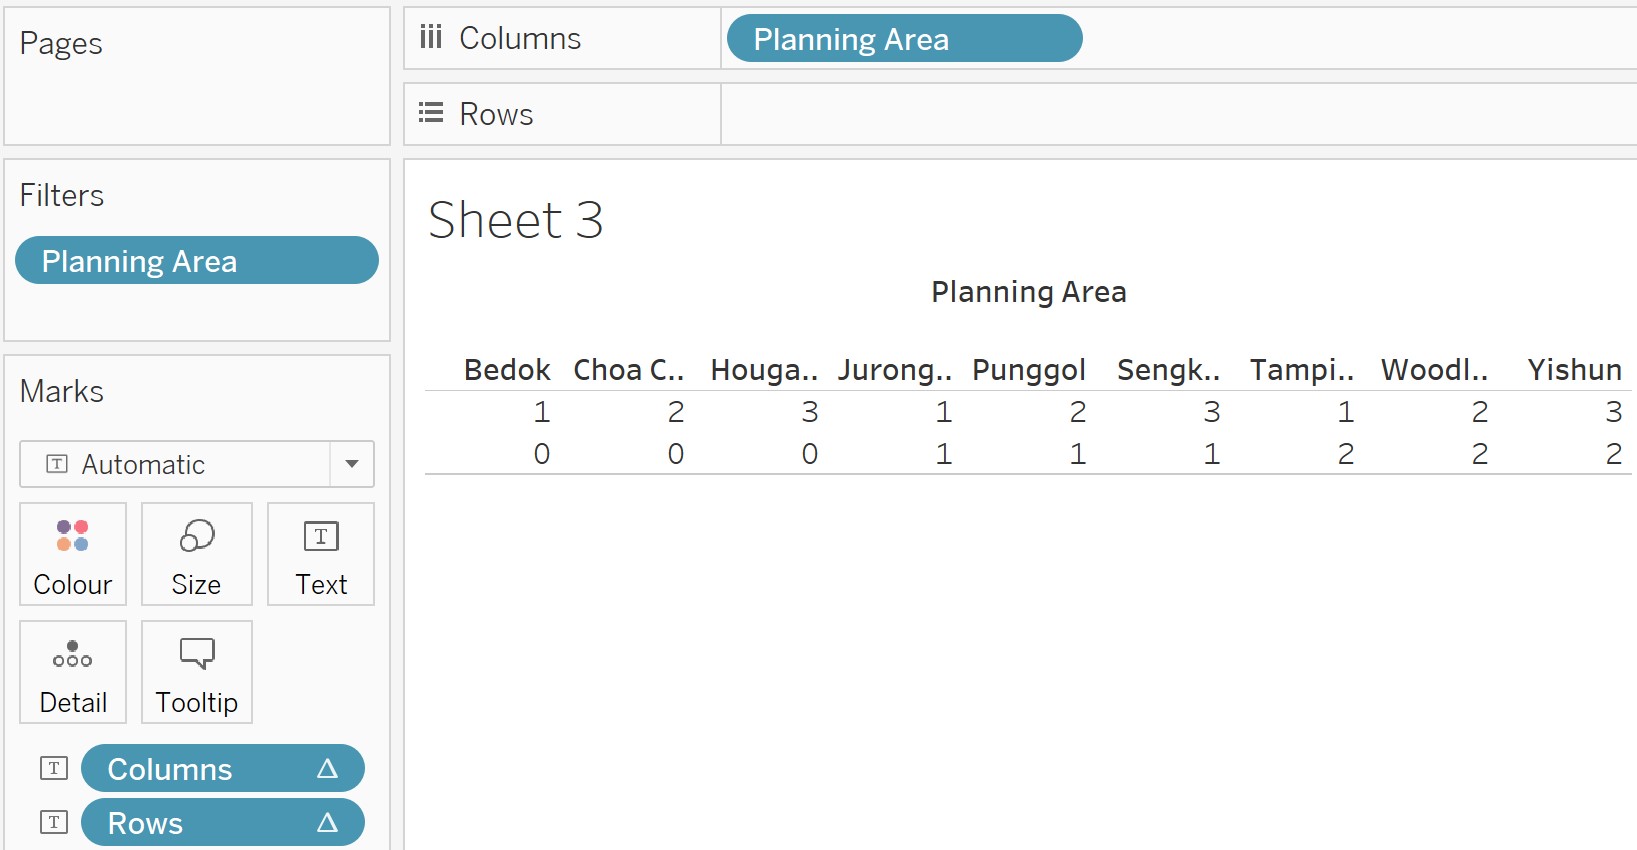 Pages
Columns
Planning Area
Rows
Filters
Planning Area
Marks
Automatic
Colour
Size
Text
Detail
Tooltip
Columns
Rows
Sheet 3
Planning Area
Bedok Choa C.. Houga.. Jurong.. Punggol Sengk.. Tampi.. Woodl.. Yishun
1 2 3 1 2 3 1 2 3
0 0 0 1 1 1 2 2 2